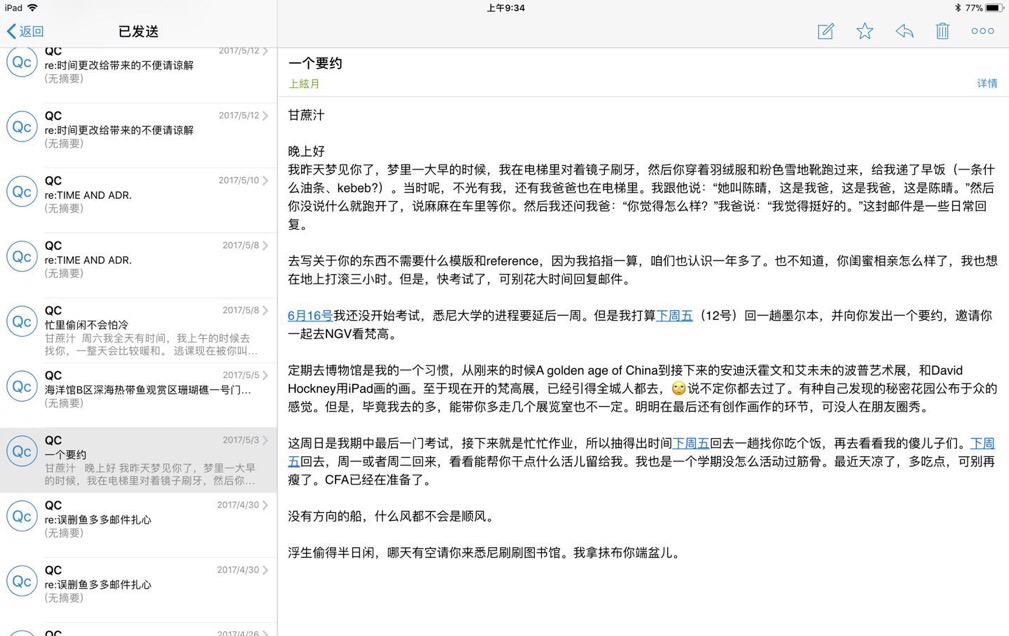 iPad
上午9:34
77%
返回
已发送
QC
2017/5/12
Qc
re:时间更改给带来的不便请谅解
(无摘要)
QC
2017/5/12
Qc
re:时间更改给带来的不便请谅解
(无摘要)
QC
2017/5/10
Qc
re:TIME AND ADR.
(无摘要)
QC
2017/5/8
Qc
re:TIME AND ADR.
(无摘要)
QC
2017/5/8
Qc
忙里偷闲不会怕冷
甘蔗汁 周六我全天有时间，我上午的时候去
找你，一整天会比较暖和。 逃课现在被你叫...
QC
2017/5/5
Qc
海洋馆B区深海热带鱼观赏区珊瑚礁一号门...
(无摘要)
QC
2017/5/3
Qc
一个要约
甘蔗汁 晚上好 我昨天梦见你了，梦里一大早
的时候，我在电梯里对着镜子刷牙，然后你...
QC
2017/4/30
Qc
re:误删鱼多多邮件扎心
(无摘要)
QC
2017/4/30
Qc
re:误删鱼多多邮件扎心
(无摘要)
QC
2017/4/26
一个要约
上絃月
详情
甘蔗汁
晚上好
我昨天梦见你了，梦里一大早的时候，我在电梯里对着镜子刷牙，然后你穿着羽绒服和粉色雪地靴跑过来，给我递了早饭（一条什
么油条、kebeb?）。当时呢，不光有我，还有我爸爸也在电梯里。我跟他说：“她叫陈晴，这是我爸，这是我爸，这是陈晴。”然后
你没说什么就跑开了，说麻麻在车里等你。然后我还问我爸：“你觉得怎么样？”我爸说：“我觉得挺好的。”这封邮件是一些日常回
复。
去写关于你的东西不需要什么模版和reference，因为我掐指一算，咱们也认识一年多了。也不知道，你闺蜜相亲怎么样了，我也想
在地上打滚三小时。但是，快考试了，可别花大时间回复邮件。
6月16号我还没开始考试，悉尼大学的进程要延后一周。但是我打算下周五（12号）回一趟墨尔本，并向你发出一个要约，邀请你
一起去NGV看梵高。
定期去博物馆是我的一个习惯，从刚来的时候A golden age of China到接下来的安迪沃霍文和艾未未的波普艺术展，和David
Hockney用iPad画的画。至于现在开的梵高展，已经引得全城人都去，😜说不定你都去过了。有种自己发现的秘密花园公布于众的
感觉。但是，毕竟我去的多，能带你多走几个展览室也不一定。明明在最后还有创作画作的环节，可没人在朋友圈秀。
这周日是我期中最后一门考试，接下来就是忙忙作业，所以抽得出时间下周五回去一趟找你吃个饭，再去看看我的傻儿子们。下周
五回去，周一或者周二回来，看看能帮你干点什么活儿留给我。我也是一个学期没怎么活动过筋骨。最近天凉了，多吃点，可别再
瘦了。CFA已经在准备了。
没有方向的船，什么风都不会是顺风。
浮生偷得半日闲，哪天有空请你来悉尼刷刷图书馆。我拿抹布你端盆儿。